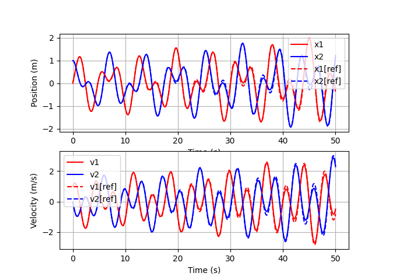 2
1
0
−1
−2
Position (m)
x1
x2
x1[ref]
x2[ref]
0
10
20
30
40
50
Time (s)
2
0
−2
Velocity (m/s)
v1
v2
v1[ref]
v2[ref]
0
10
20
30
40
50
Time (s)